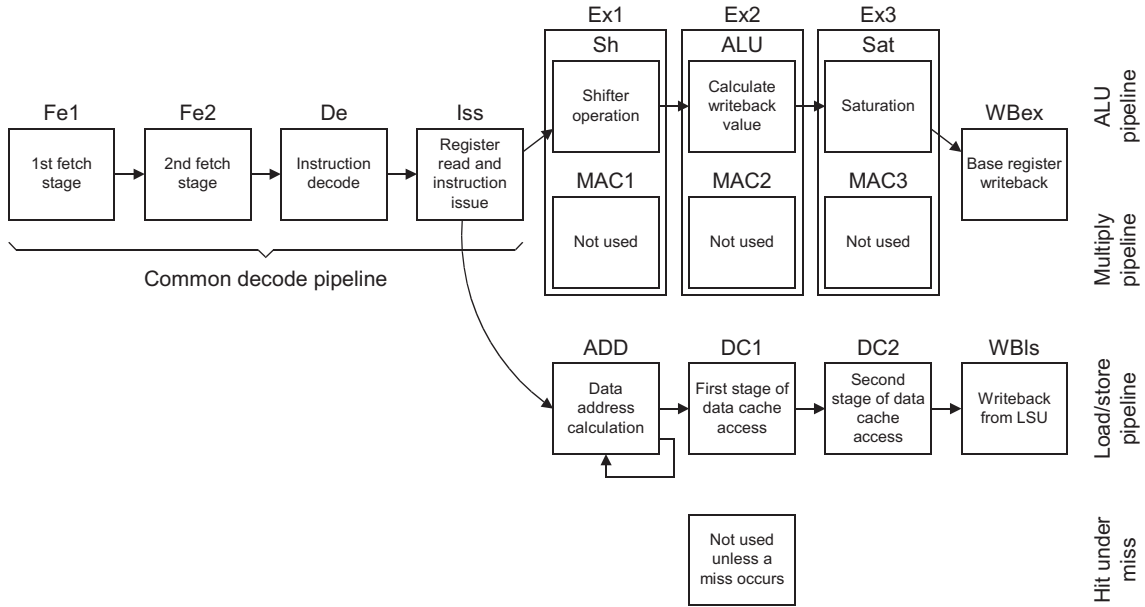 Ex1
Ex2
Ex3
Sh
ALU
Sat
Fe1
Fe2
De
Iss
WBex
1st fetch
stage
2nd fetch
stage
Instruction
decode
Register
read and
instruction
issue
Shifter
operation
Calculate
writeback
value
Saturation
Base register
writeback
ALU
pipeline
MAC1
MAC2
MAC3
Not used
Not used
Not used
Multiply
pipeline
Common decode pipeline
ADD
DC1
DC2
WBls
Data
address
calculation
First stage of
data cache
access
Second
stage of data
cache
access
Writeback
from LSU
Load/store
pipeline
Not used
unless a
miss occurs
Hit under
miss